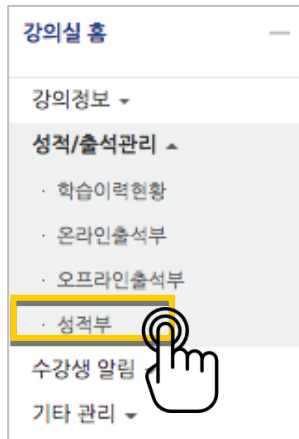 강의실 홈
강의정보
성적/출석관리
· 학습이력현황
· 온라인출석부
· 오프라인출석부
· 성적부
수강생 알림
기타 관리